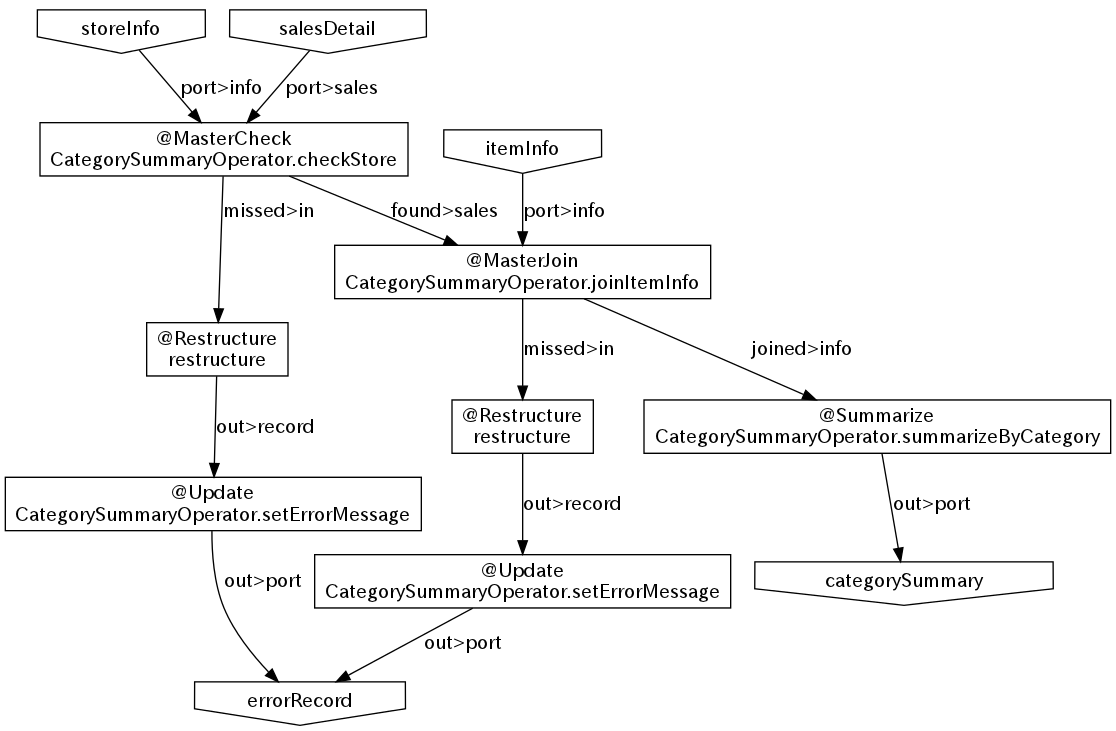 storeInfo
salesDetail
port>info
port>sales
@MasterCheck
CategorySummaryOperator.checkStore
itemInfo
missed>in
found>sales
port>info
@MasterJoin
CategorySummaryOperator.joinItemInfo
@Restructure
restructure
missed>in
joined>info
out>record
@Restructure
restructure
@Summarize
CategorySummaryOperator.summarizeByCategory
@Update
CategorySummaryOperator.setErrorMessage
out>record
out>port
out>port
@Update
CategorySummaryOperator.setErrorMessage
categorySummary
out>port
errorRecord